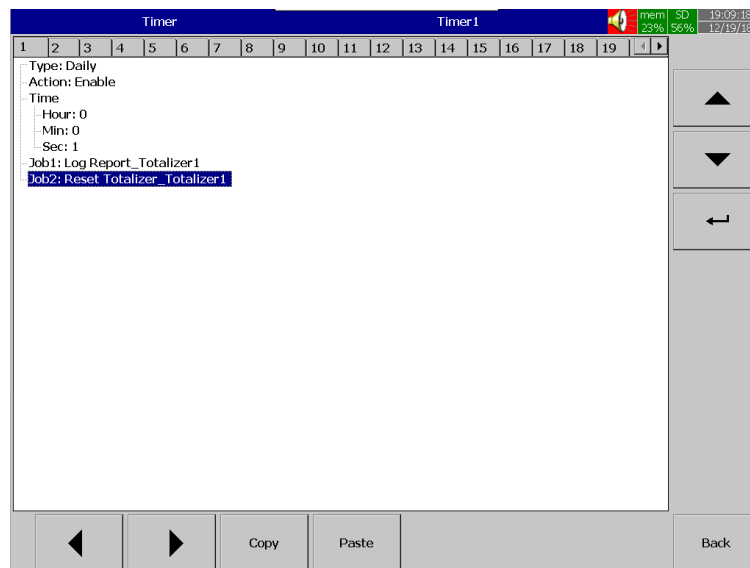 Timer Timer1 mem SD 19:09:18
23% 56% 12/19/18
1 2 3 4 5 6 7 8 9 10 11 12 13 14 15 16 17 18 19
Type: Daily
Action: Enable
Time
Hour: 0
Min: 0
Sec: 1
Job1: Log Report_Totalizer1
Job2: Reset Totalizer_Totalizer1
Copy Paste Back